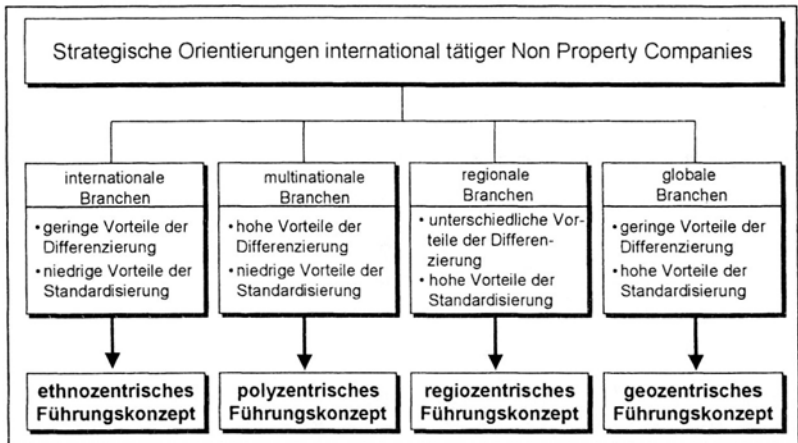 Strategische Orientierungen international tätiger Non Property Companies
internationale
Branchen
• geringe Vorteile der
Differenzierung
• niedrige Vorteile der
Standardisierung
multinationale
Branchen
• hohe Vorteile der
Differenzierung
• niedrige Vorteile der
Standardisierung
regionale
Branchen
• unterschiedliche Vor-
teile der Differen-
zierung
• hohe Vorteile der
Standardisierung
globale
Branchen
• geringe Vorteile der
Differenzierung
• hohe Vorteile der
Standardisierung
ethnozentrisches
Führungskonzept
polyzentrisches
Führungskonzept
regiozentrisches
Führungskonzept
geozentrisches
Führungskonzept